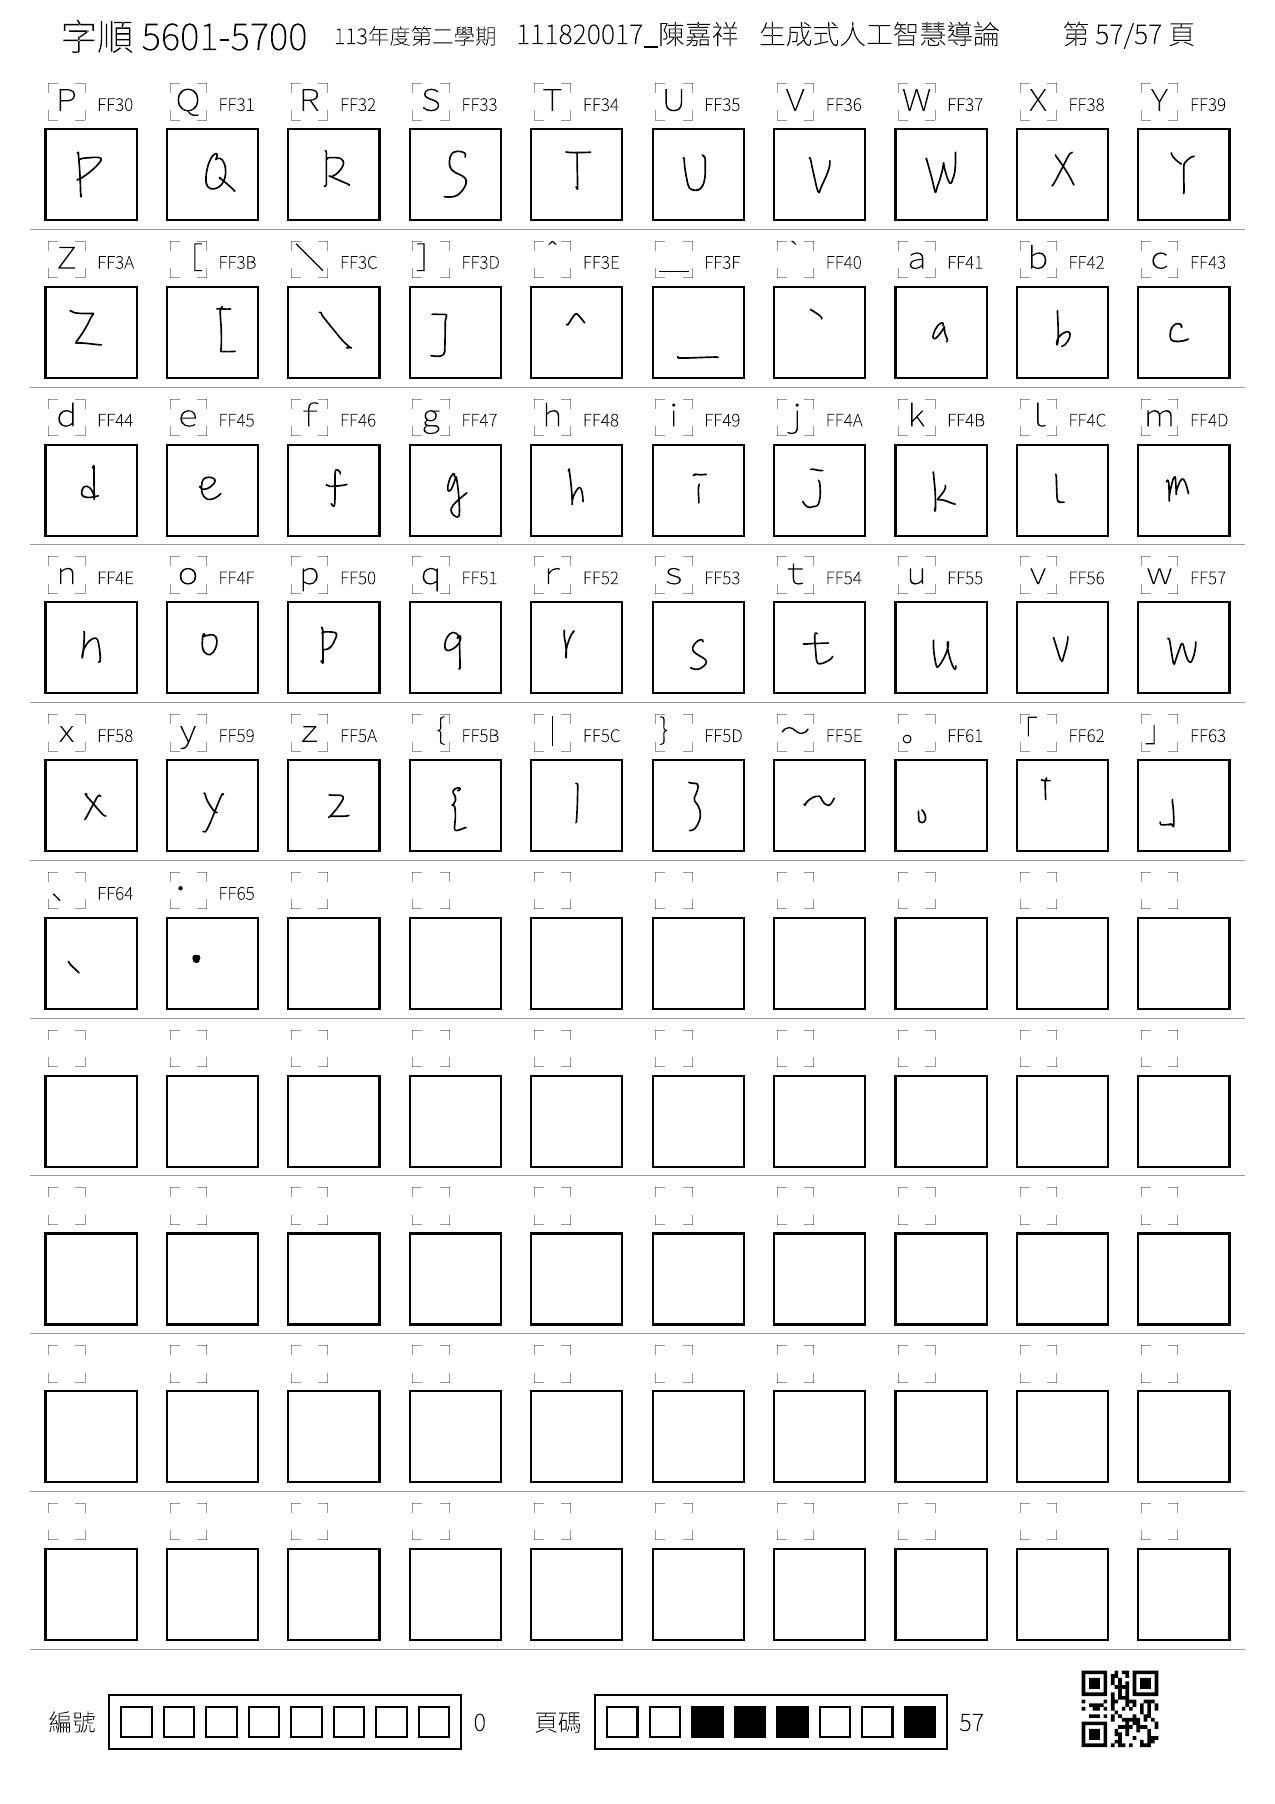 字順 5601-5700 113年度第二學期 111820017_陳嘉祥 生成式人工智慧導論 第 57/57 頁
P FF30 Q FF31 R FF32 S FF33 T FF34 U FF35 V FF36 W FF37 X FF38 Y FF39
P Q R S T U V W X Y
Z FF3A [ FF3B \ FF3C ] FF3D ^ FF3E _ FF3F ` FF40 a FF41 b FF42 c FF43
Z [ \ ] ^ _ ` a b c
d FF44 e FF45 f FF46 g FF47 h FF48 i FF49 j FF4A k FF4B l FF4C m FF4D
d e f g h i j k l m
n FF4E o FF4F p FF50 q FF51 r FF52 s FF53 t FF54 u FF55 v FF56 w FF57
n o p q r s t u v w
x FF58 y FF59 z FF5A { FF5B | FF5C } FF5D ~ FF5E 。 FF61 「 FF62 」 FF63
x y z { | } ~ 。 「 」
、 FF64 ・ FF65
、 ・
編號 0 頁碼 57